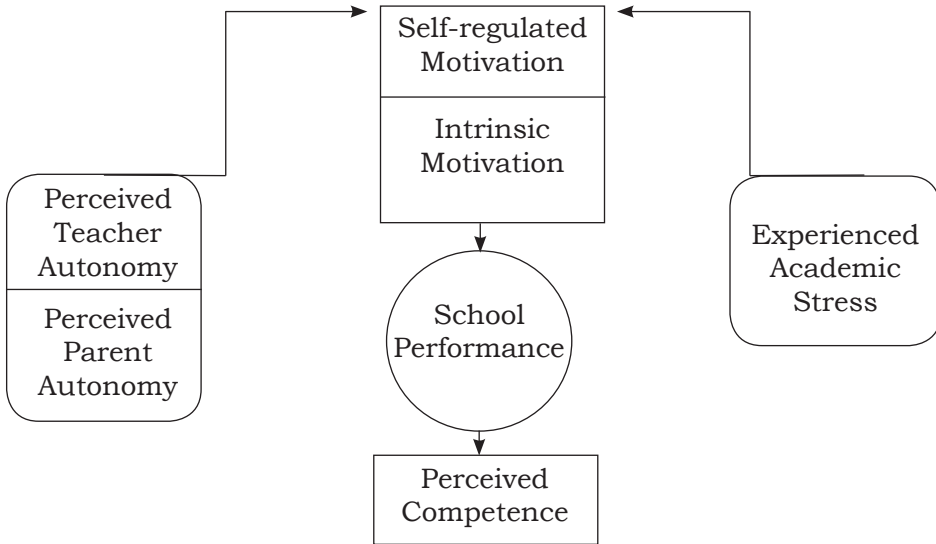 Self-regulated
Motivation
Intrinsic
Motivation
Perceived
Teacher
Autonomy
Perceived
Parent
Autonomy
Experienced
Academic
Stress
School
Performance
Perceived
Competence